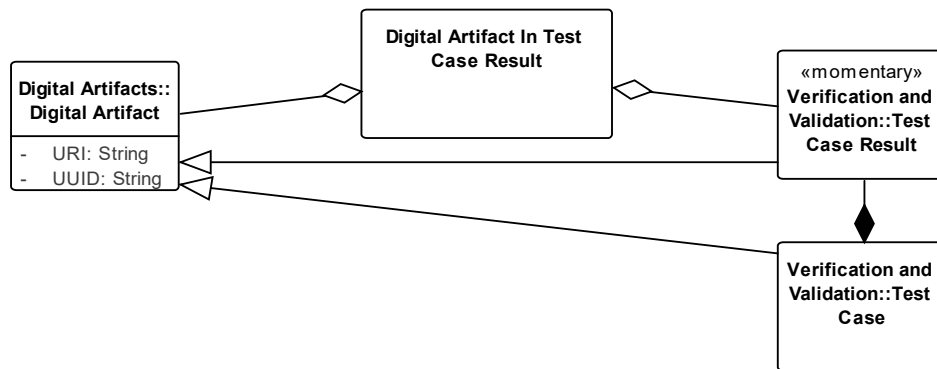 Digital Artifact In Test
Case Result
Digital Artifacts::
Digital Artifact
- URI: String
- UUID: String
«momentary»
Verification and
Validation::Test
Case Result
Verification and
Validation::Test
Case